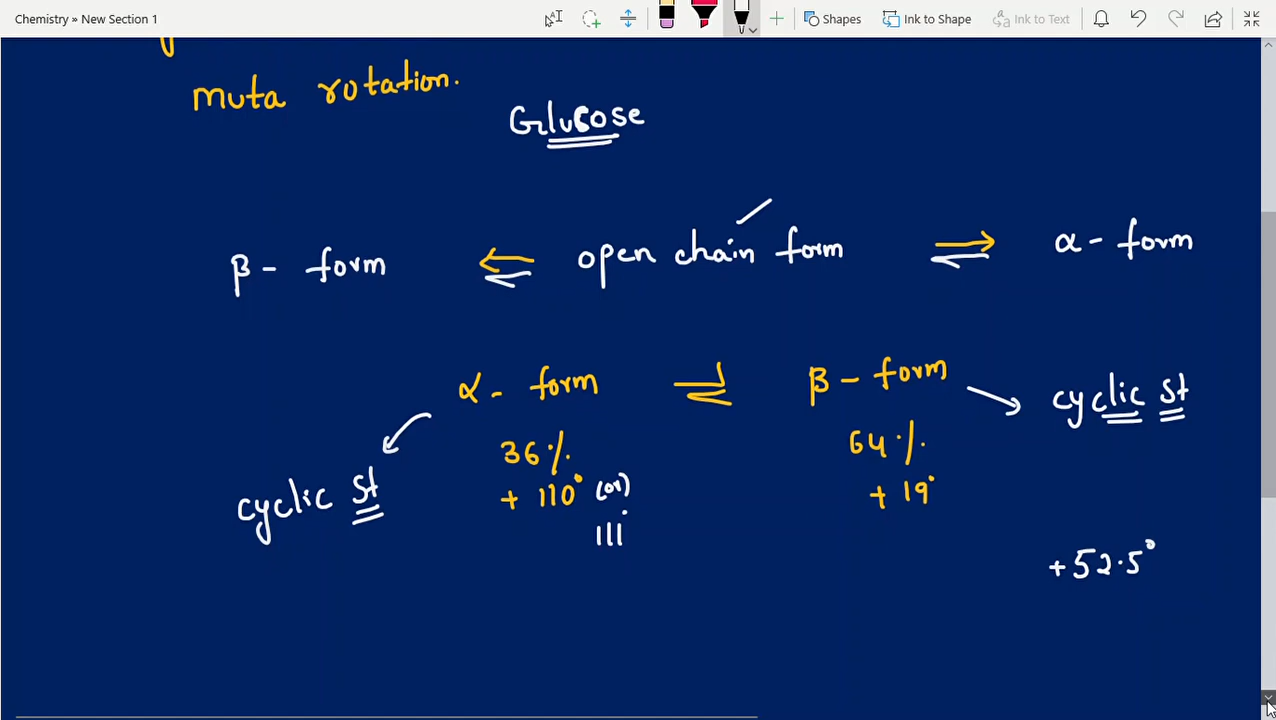 Chemistry » New Section 1
Shapes Ink to Shape Ink to Text
muta rotation.
Glucose
β - form ⇌ open chain form ⇌ α - form
α - form ⇌ β - form
cyclic st
36%
64%
+ 110° (or)
+ 19°
cyclic st
111°
+52.5°